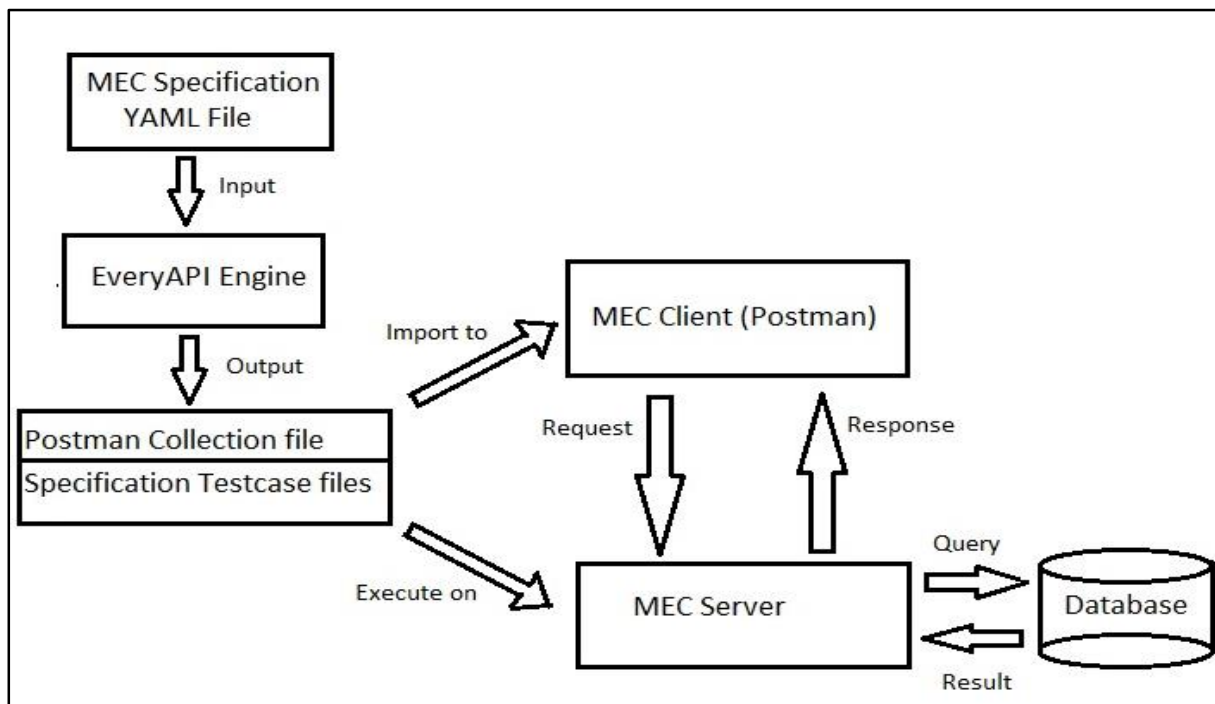 MEC Specification
YAML File
Input
EveryAPI Engine
Output
Postman Collection file
Specification Testcase files
Import to
MEC Client (Postman)
Request
Response
Execute on
MEC Server
Query
Database
Result